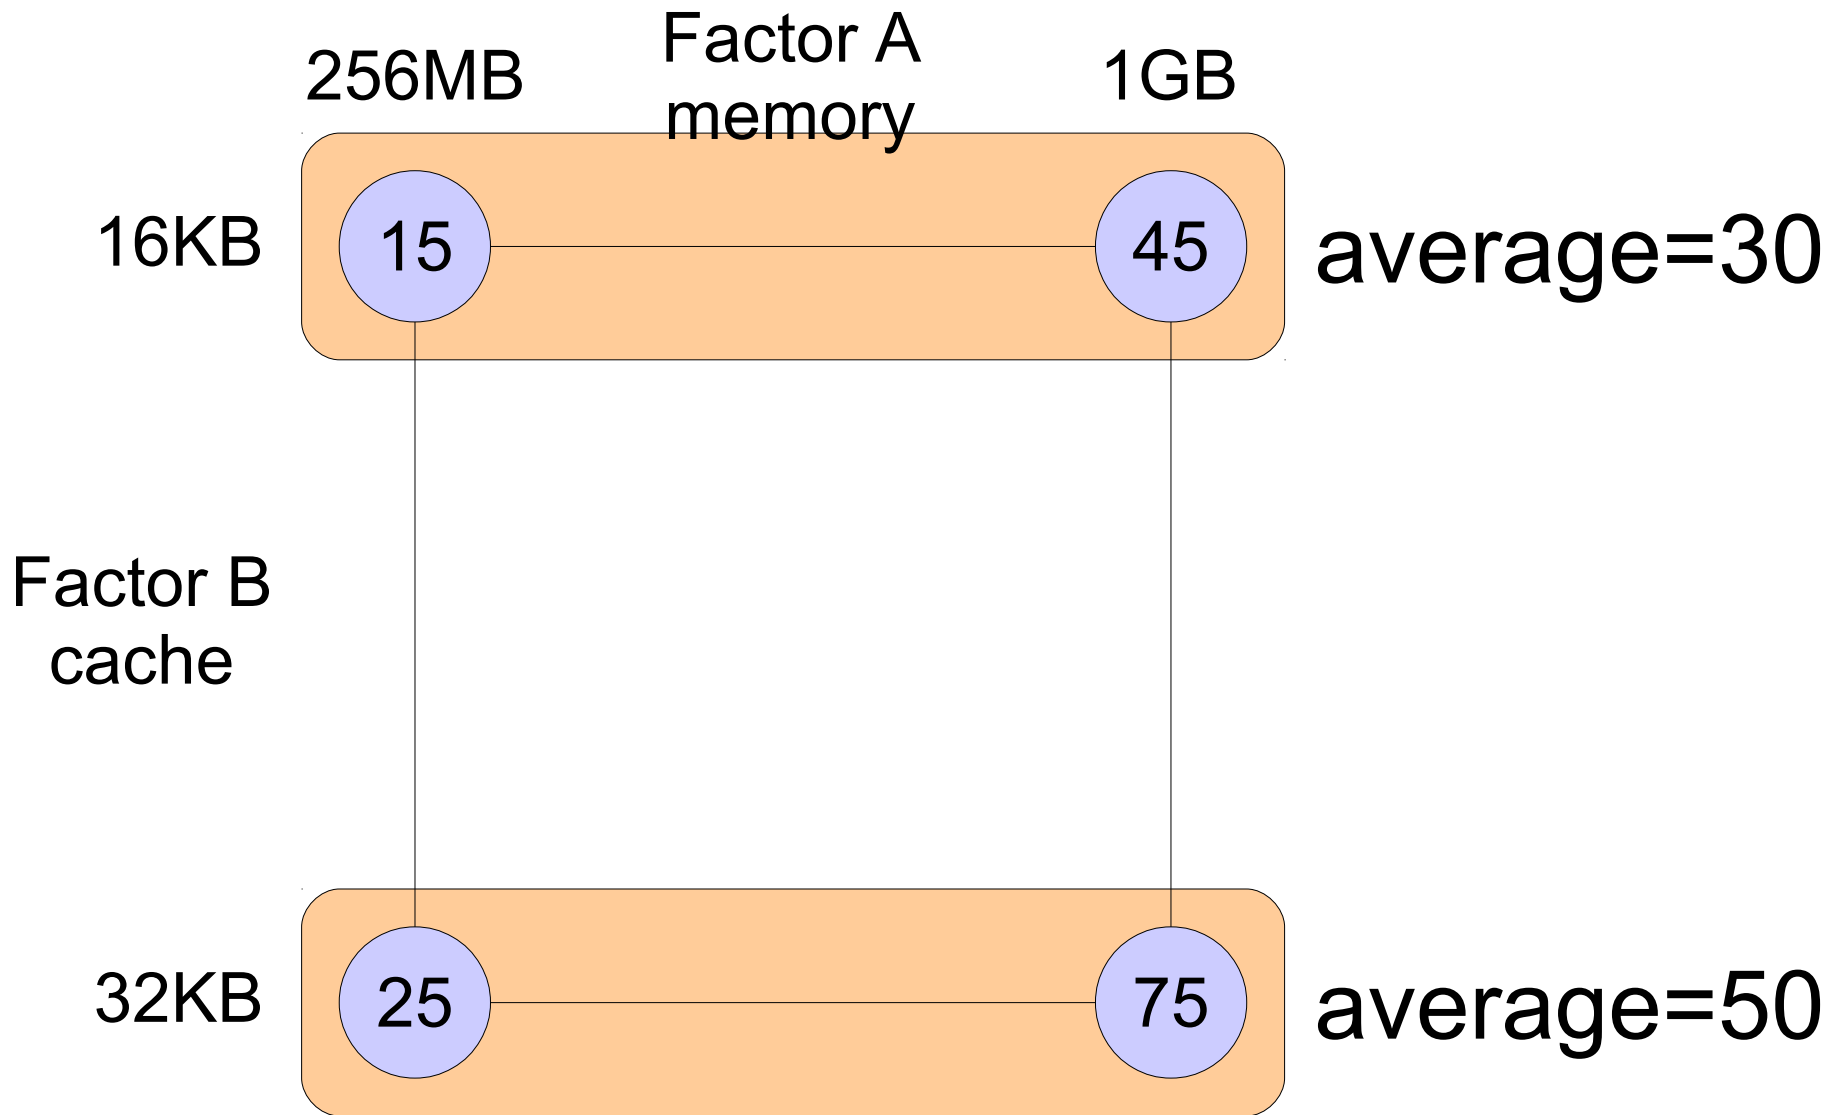 Factor A
memory
256MB
1GB
16KB
15
45
average=30
Factor B
cache
32KB
25
75
average=50